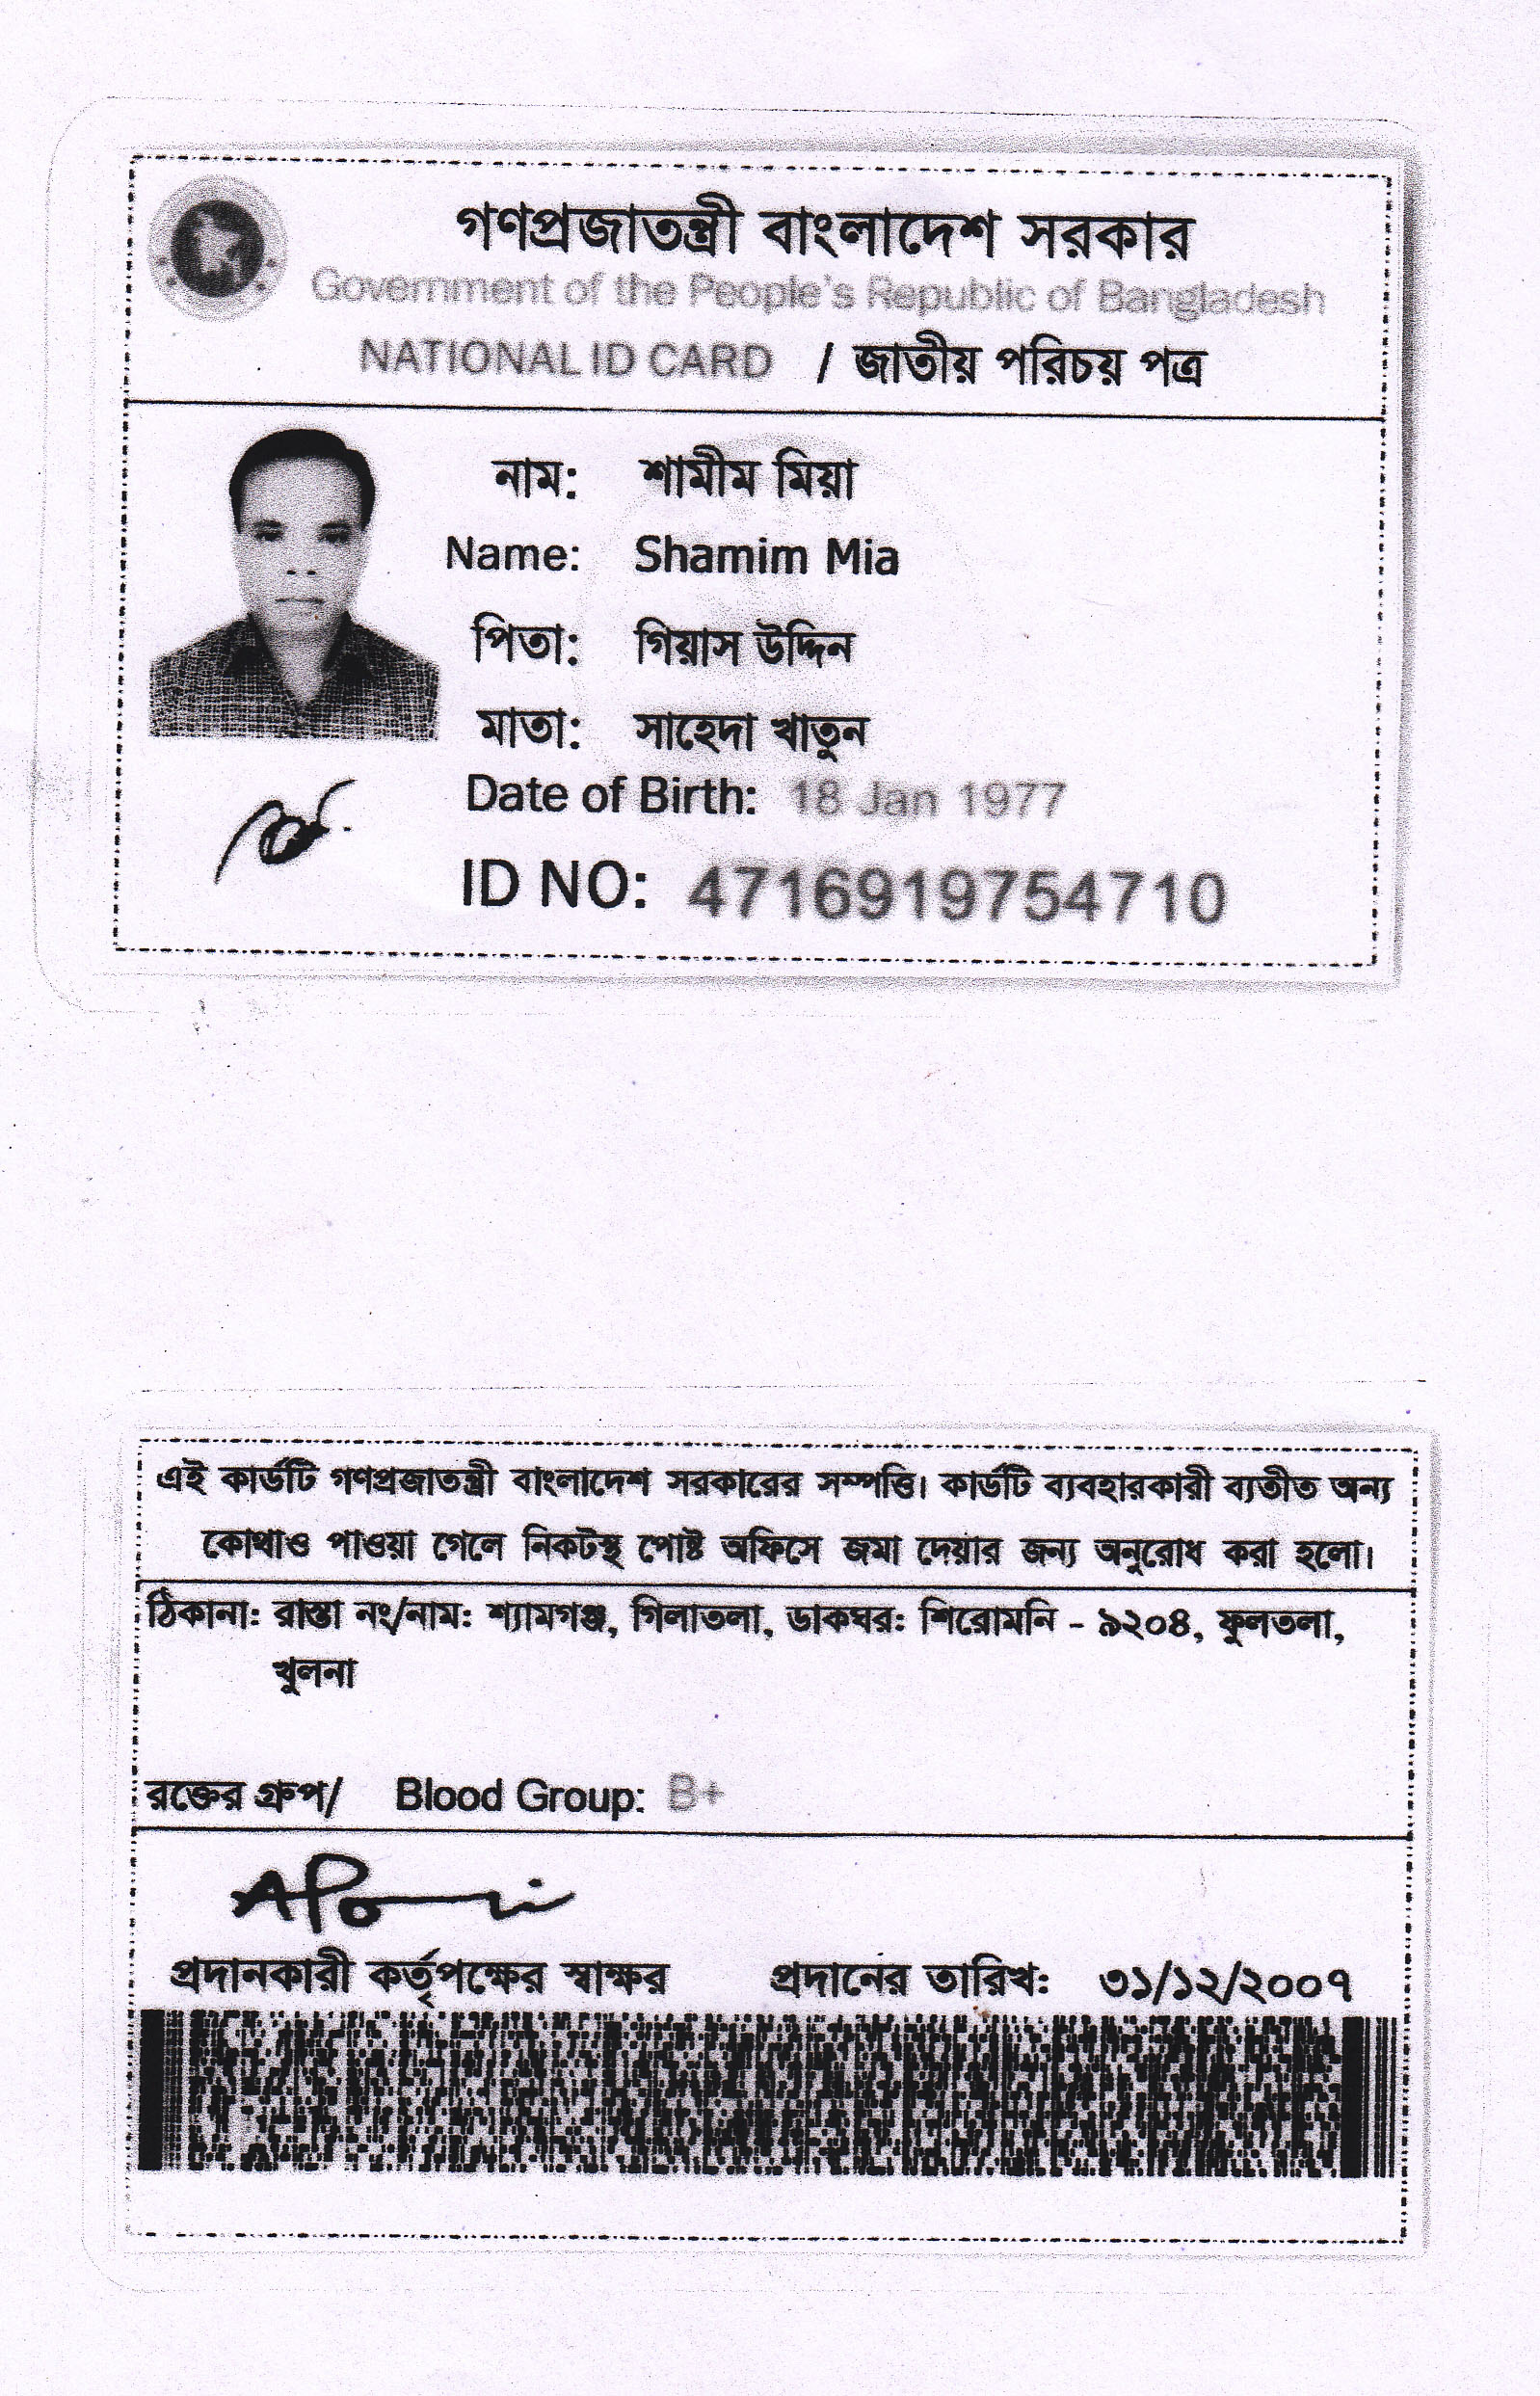 গণপ্রজাতন্ত্রী বাংলাদেশ সরকার
Government of the People's Republic of Bangladesh
NATIONAL ID CARD / জাতীয় পরিচয় পত্র
নাম: শামীম মিয়া
Name: Shamim Mia
পিতা: গিয়াস উদ্দিন
মাতা: সাহেদা খাতুন
Date of Birth: 18 Jan 1977
ID NO: 4716919754710
এই কার্ডটি গণপ্রজাতন্ত্রী বাংলাদেশ সরকারের সম্পত্তি। কার্ডটি ব্যবহারকারী ব্যতীত অন্য
কোথাও পাওয়া গেলে নিকটস্থ পোষ্ট অফিসে জমা দেয়ার জন্য অনুরোধ করা হলো।
ঠিকানা: রাস্তা নং/নাম: শ্যামগঞ্জ, গিলাতলা, ডাকঘর: শিরোমনি - ৯২০৪, ফুলতলা,
খুলনা
রক্তের গ্রুপ/ Blood Group: B+
প্রদানকারী কর্তৃপক্ষের স্বাক্ষর প্রদানের তারিখ: ৩১/১২/২০০৭